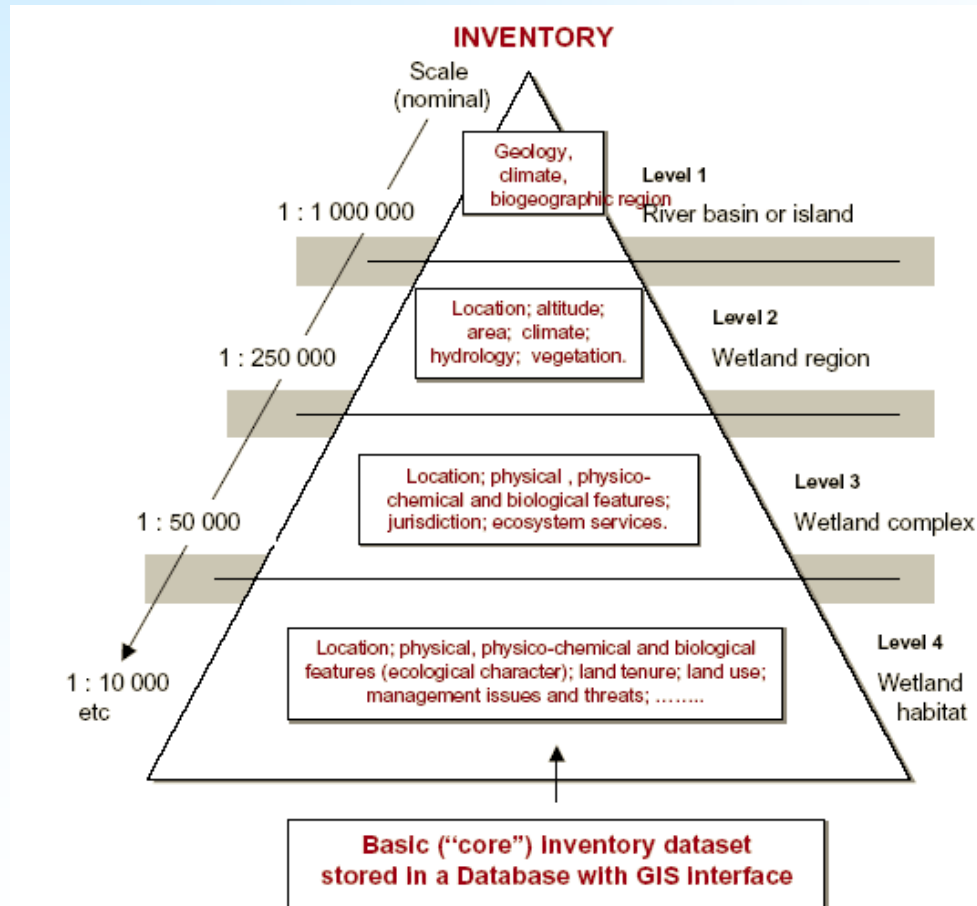 INVENTORY
Scale
(nominal)
Geology,
climate,
biogeographic region
Level 1
1 : 1 000 000
River basin or island
Location; altitude;
area; climate;
hydrology; vegetation.
Level 2
1 : 250 000
Wetland region
Location; physical , physico-
chemical and biological features;
jurisdiction; ecosystem services.
Level 3
1 : 50 000
Wetland complex
Location; physical, physico-chemical and biological
features (ecological character); land tenure; land use;
management issues and threats; ……..
Level 4
1 : 10 000
etc
Wetland
habitat
Basic (“core”) inventory dataset
stored in a Database with GIS interface